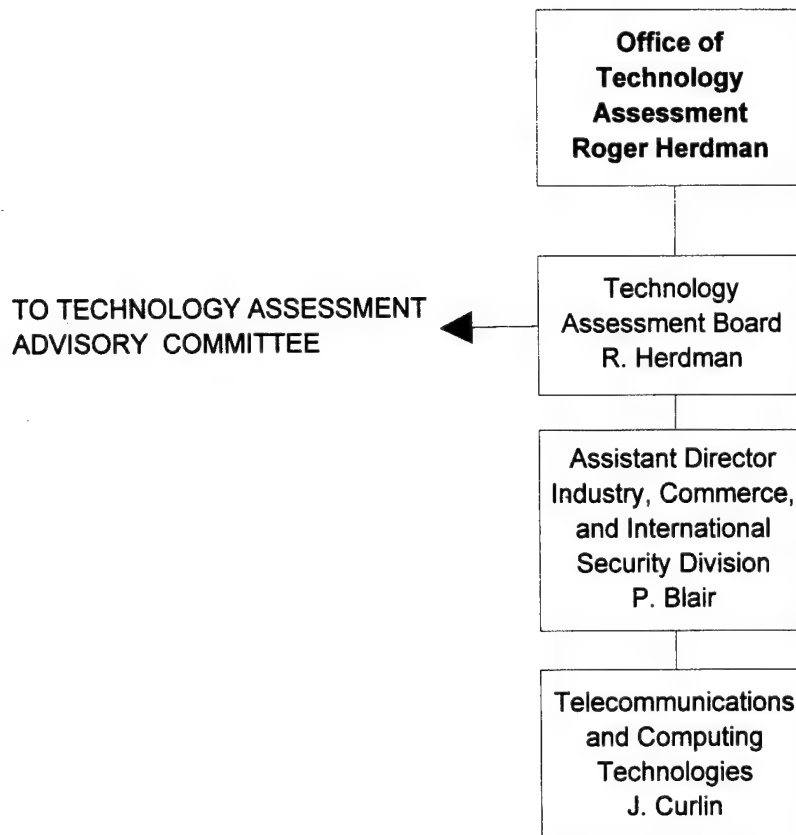 Office of
Technology
Assessment
Roger Herdman
Technology
Assessment Board
R. Herdman
TO TECHNOLOGY ASSESSMENT
ADVISORY COMMITTEE
Assistant Director
Industry, Commerce,
and International
Security Division
P. Blair
Telecommunications
and Computing
Technologies
J. Curlin